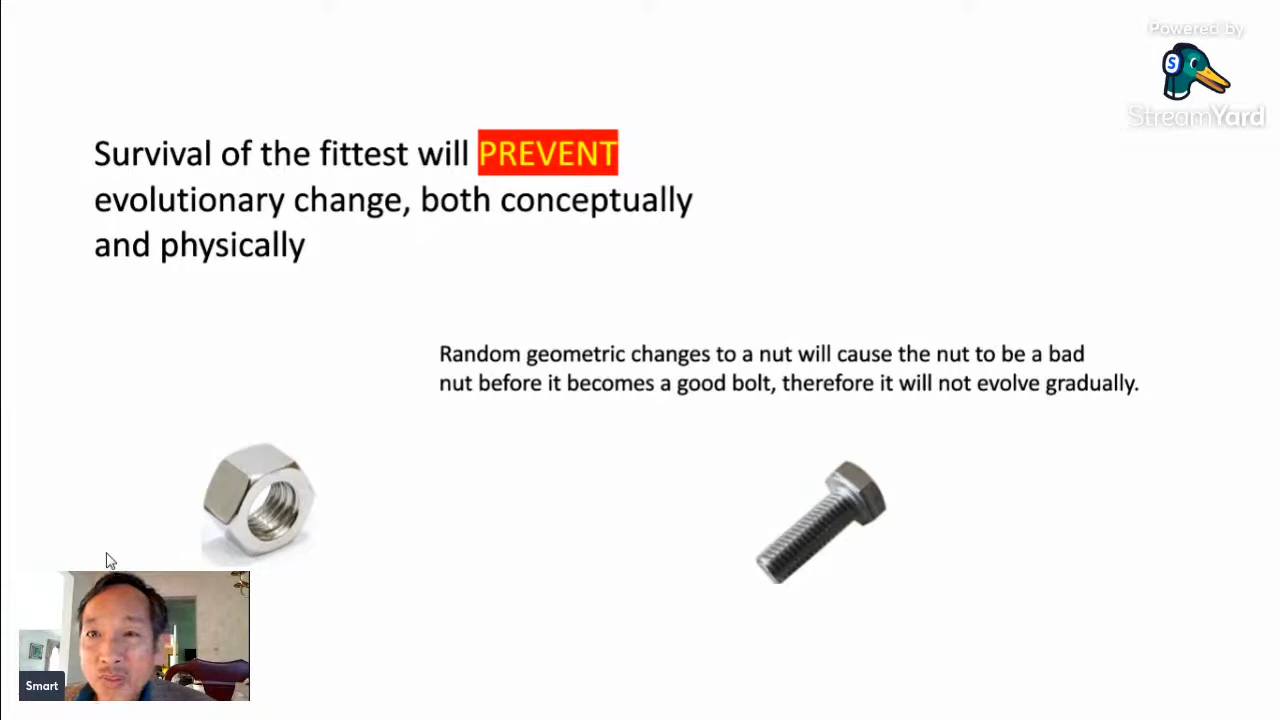 Powered by
StreamYard
Survival of the fittest will PREVENT
evolutionary change, both conceptually
and physically
Random geometric changes to a nut will cause the nut to be a bad
nut before it becomes a good bolt, therefore it will not evolve gradually.
Smart